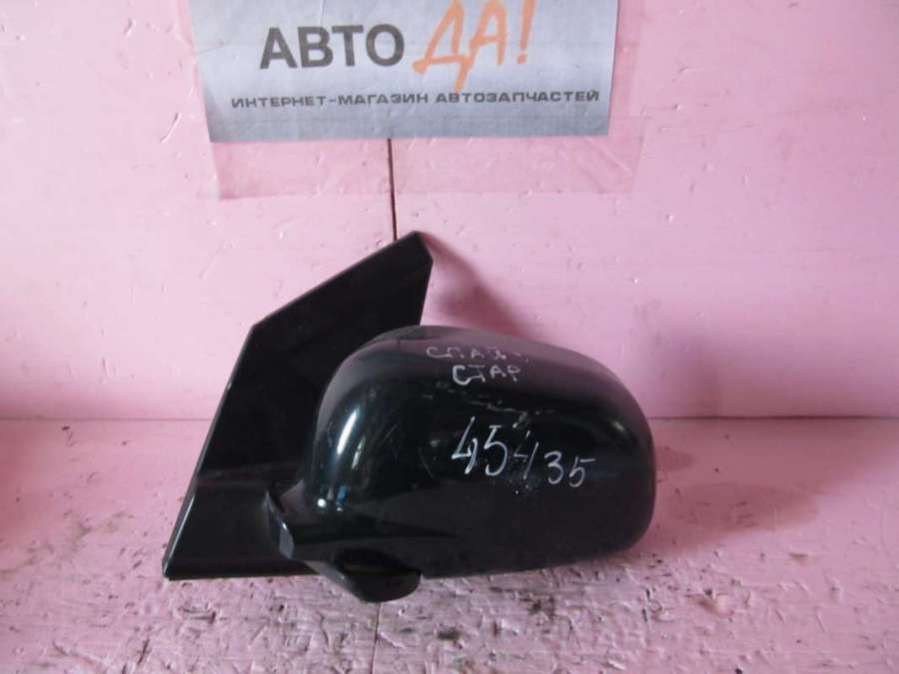 АВТО ДА!
ИНТЕРНЕТ-МАГАЗИН АВТОЗАПЧАСТЕЙ
СТАР
45435